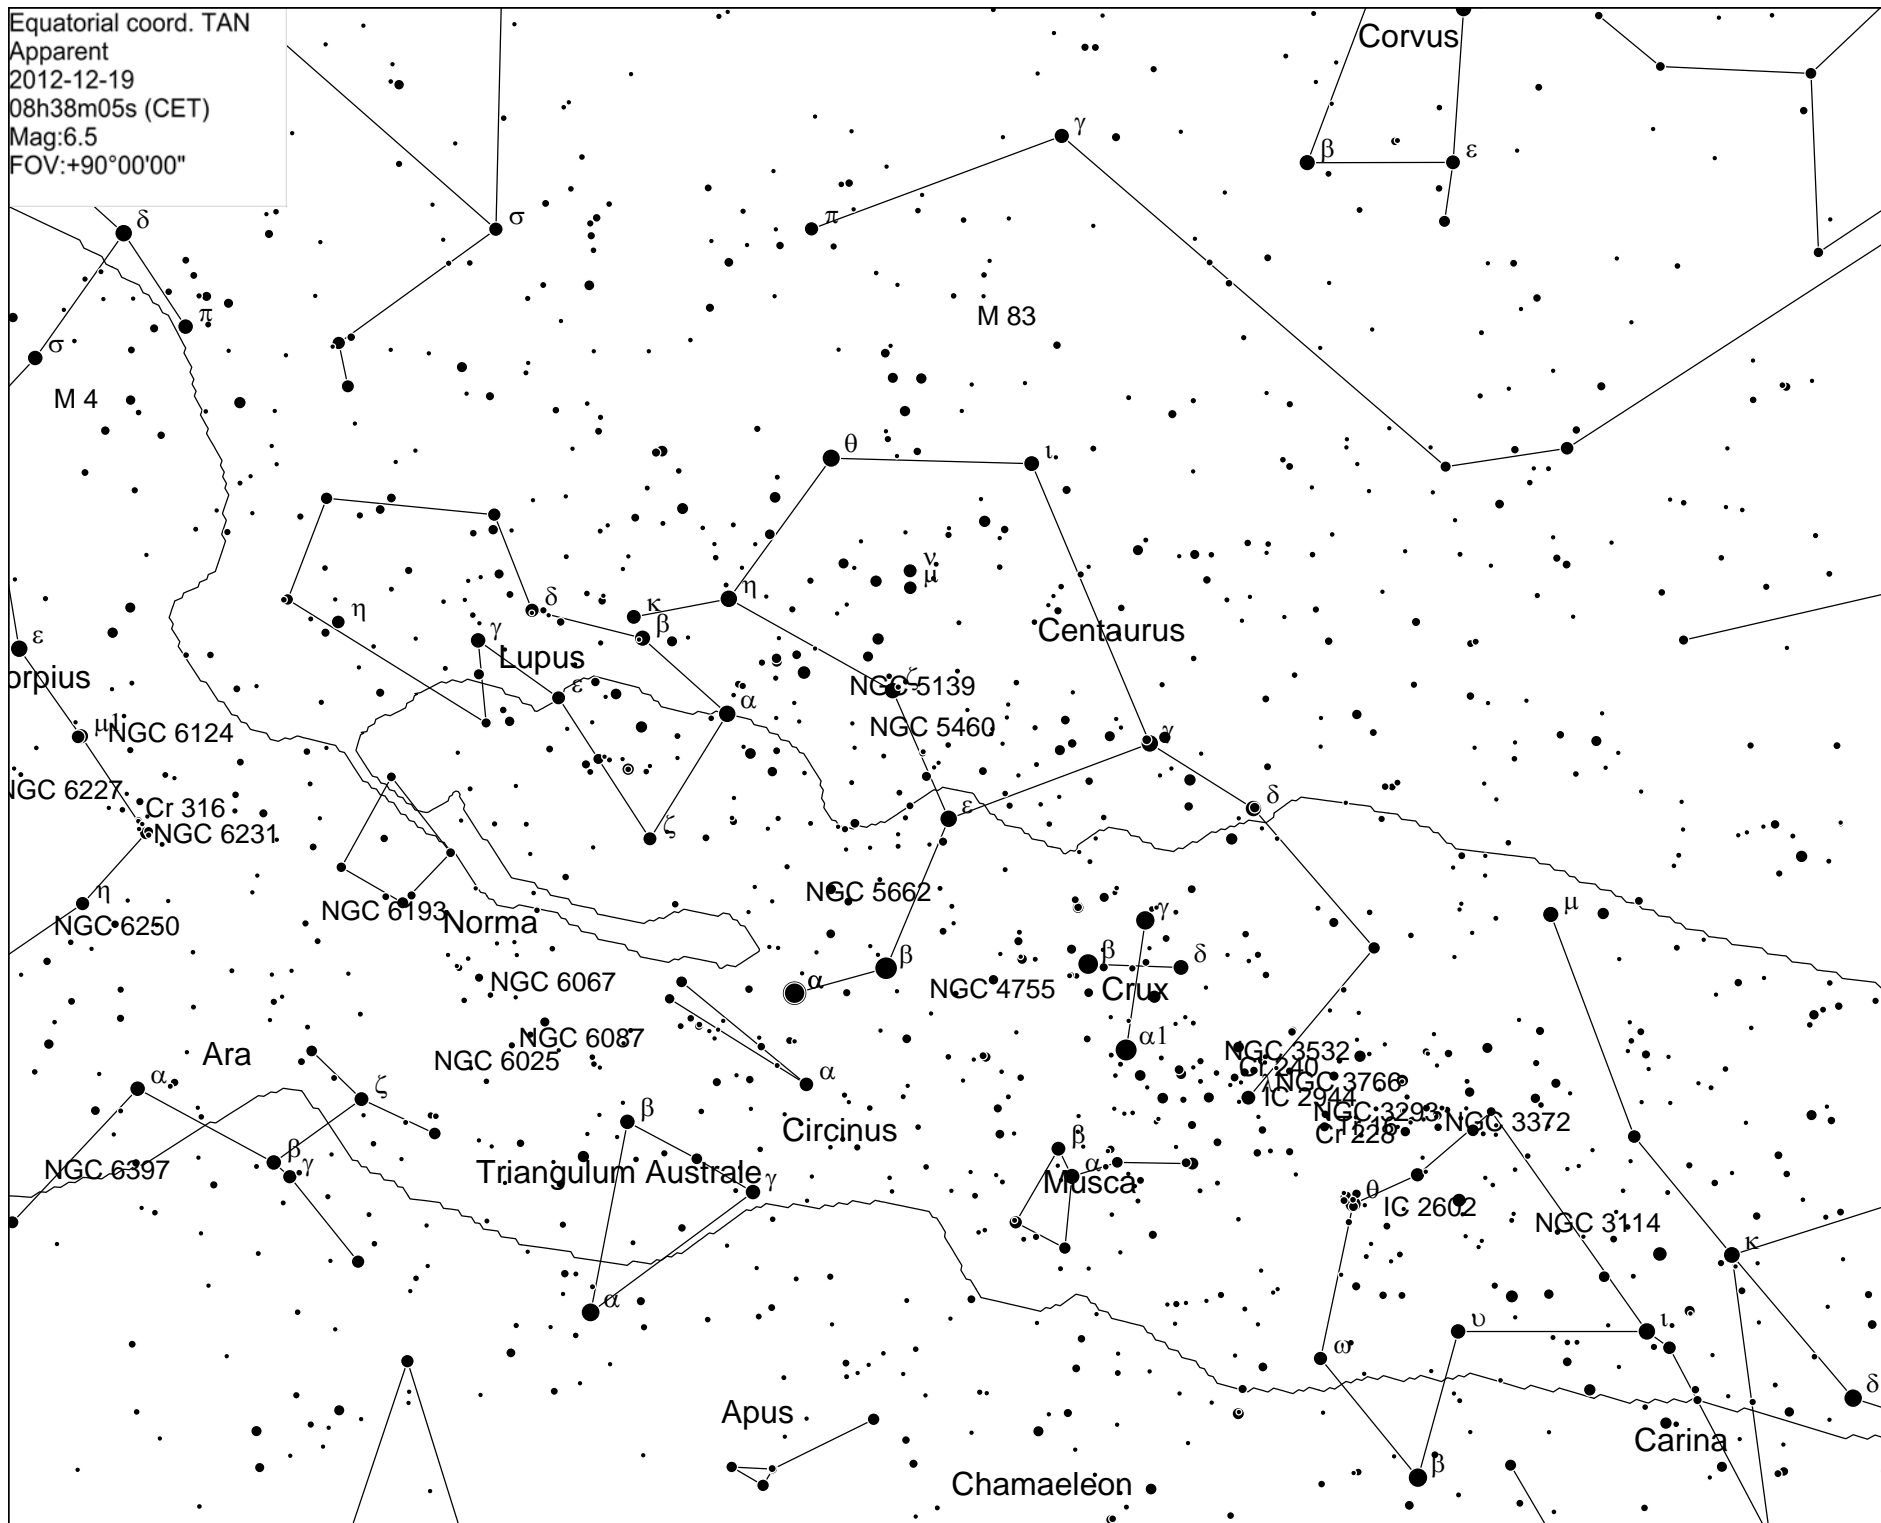 Equatorial coord. TAN
Apparent
2012-12-19
08h38m05s (CET)
Mag:6.5
FOV:+90°00'00"
Corvus
γ
β
ε
δ
σ
π
π
M 83
σ
M 4
θ
ι
ν
μ
κ
η
δ
η
β
γ
Centaurus
ε
Lupus
orpius
ε
ζ
NGC 5139
α
μ1
NGC 6124
NGC 5460
γ
NGC 6227
Cr 316
δ
NGC 6231
ε
ζ
η
NGC 5662
NGC 6193
μ
γ
NGC 6250
Norma
β
β
δ
α
NGC 6067
NGC 4755
Crux
NGC 6087
α1
Ara
NGC 6025
NGC 3532
Cr 240
α
α
λ
NGC 3766
ζ
IC 2944
β
NGC 3293
Tr 16
NGC 3372
Circinus
Cr 228
β
β
γ
NGC 6397
Triangulum Australe
γ
α
Musca
θ
IC 2602
NGC 3114
κ
α
υ
ι
ω
δ
Apus
Carina
β
Chamaeleon